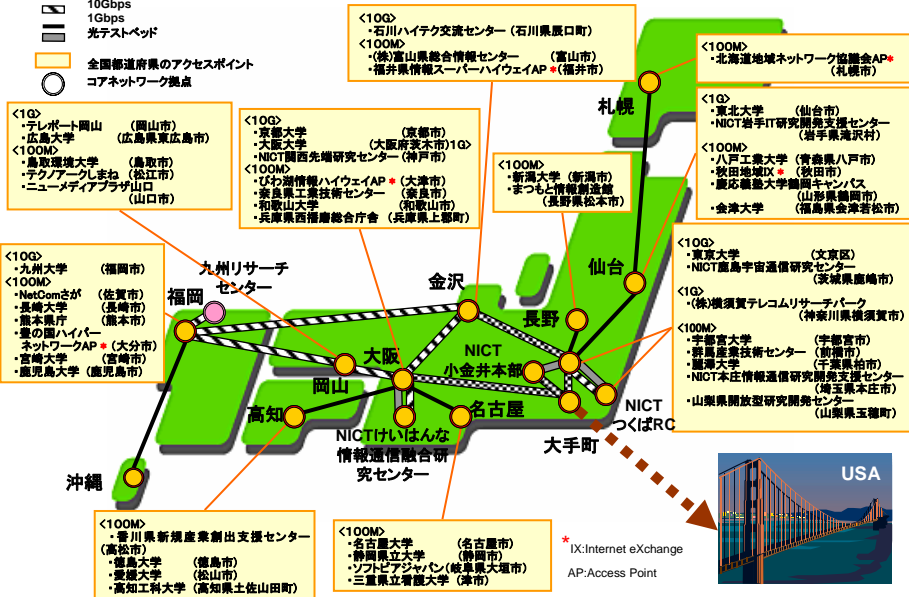 10Gbps
1Gbps
光テストベッド
全国都道府県のアクセスポイント
コアネットワーク拠点
<10G>
・石川ハイテク交流センター (石川県辰口町)
<100M>
・(株)富山県総合情報センター (富山市)
・福井県情報スーパーハイウェイAP * (福井市)
<100M>
・北海道地域ネットワーク協議会AP*
(札幌市)
<1G>
・テレポート岡山 (岡山市)
・広島大学 (広島県東広島市)
<100M>
・鳥取環境大学 (鳥取市)
・テクノアークしまね (松江市)
・ニューメディアプラザ山口
(山口市)
<10G>
・京都大学 (京都市)
・大阪大学 (大阪府茨木市)1G>
・NICT関西先端研究センター (神戸市)
<100M>
・びわ湖情報ハイウェイAP * (大津市)
・奈良県工業技術センター (奈良市)
・和歌山大学 (和歌山市)
・兵庫県西播磨総合庁舎 (兵庫県上郡町)
<100M>
・新潟大学 (新潟市)
・まつもと情報創造館
(長野県松本市)
<1G>
・東北大学 (仙台市)
・NICT岩手IT研究開発支援センター
(岩手県滝沢村)
<100M>
・八戸工業大学 (青森県八戸市)
・秋田地域IX * (秋田市)
・慶応義塾大学鶴岡キャンパス
(山形県鶴岡市)
・会津大学 (福島県会津若松市)
<10G>
・九州大学 (福岡市)
<100M>
・NetComさが (佐賀市)
・長崎大学 (長崎市)
・熊本県庁 (熊本市)
・豊の国ハイパー
ネットワークAP * (大分市)
・宮崎大学 (宮崎市)
・鹿児島大学 (鹿児島市)
<10G>
・東京大学 (文京区)
・NICT鹿島宇宙通信研究センター
(茨城県鹿嶋市)
<1G>
・(株)横須賀テレコムリサーチパーク
(神奈川県横須賀市)
<100M>
・宇都宮大学 (宇都宮市)
・群馬産業技術センター (前橋市)
・麗澤大学 (千葉県柏市)
・NICT本庄情報通信研究開発支援センター
(埼玉県本庄市)
・山梨県開放型研究開発センター
(山梨県玉穂町)
札幌
仙台
九州リサーチ
センター
福岡
金沢
長野
大阪
NICT
小金井本部
岡山
高知
名古屋
NICT
つくばRC
大手町
NICTけいはんな
情報通信融合研
究センター
沖縄
USA
<100M>
・香川県新規産業創出支援センター
(高松市)
・徳島大学 (徳島市)
・愛媛大学 (松山市)
・高知工科大学 (高知県土佐山田町)
<100M>
・名古屋大学 (名古屋市)
・静岡県立大学 (静岡市)
・ソフトピアジャパン(岐阜県大垣市)
・三重県立看護大学 (津市)
*IX:Internet eXchange
AP:Access Point